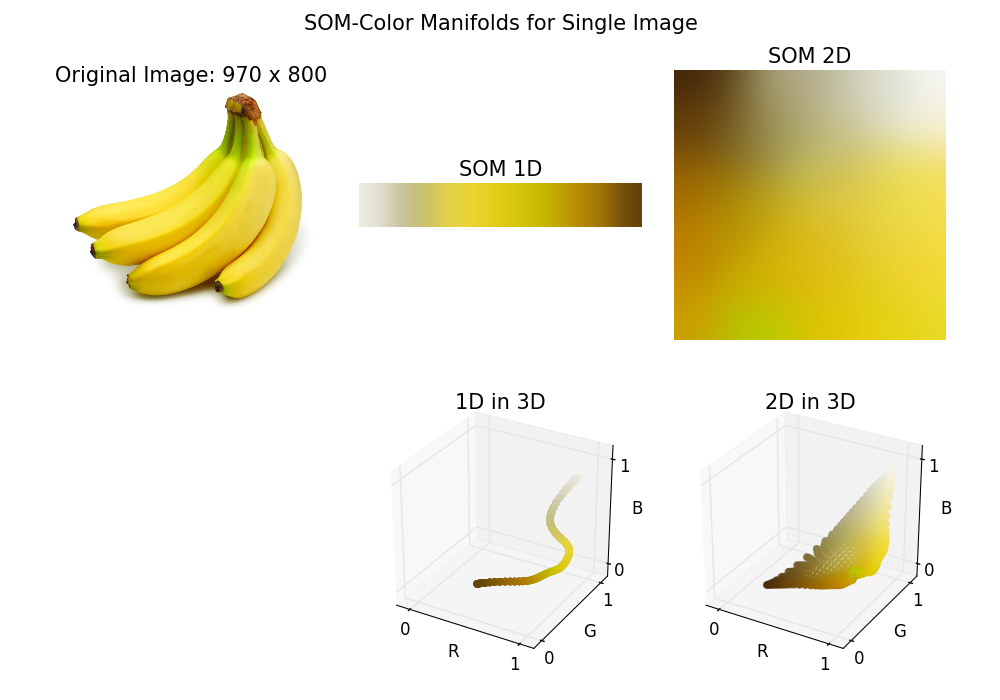 SOM-Color Manifolds for Single Image
Original Image: 970 x 800
SOM 1D
SOM 2D
1D in 3D
1
B
0
1
G
0
R
0
1
2D in 3D
1
B
0
1
G
0
R
0
1